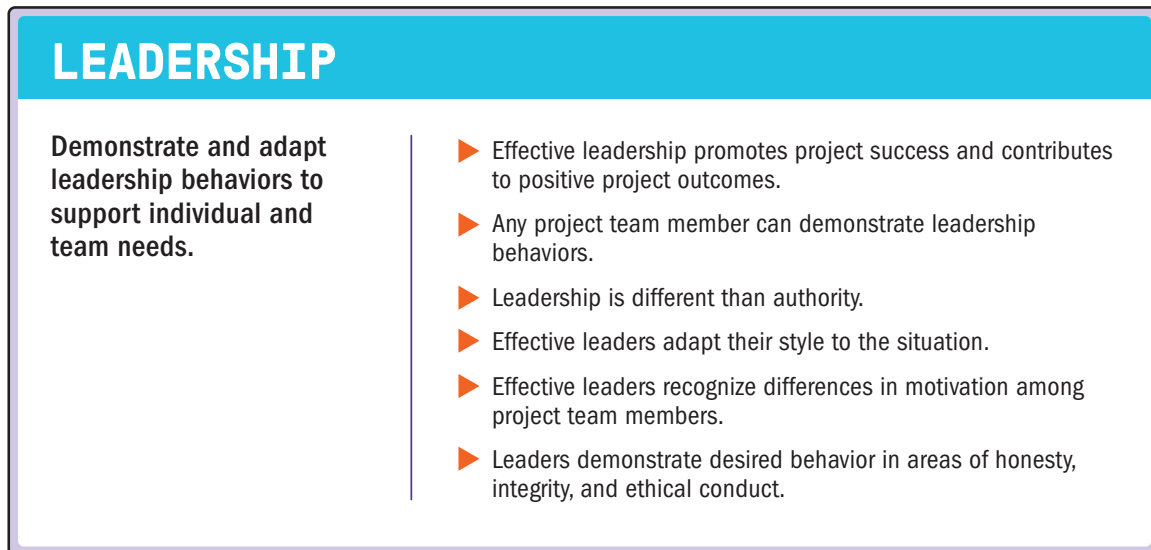 LEADERSHIP
Demonstrate and adapt
leadership behaviors to
support individual and
team needs.
Effective leadership promotes project success and contributes
to positive project outcomes.
Any project team member can demonstrate leadership
behaviors.
Leadership is different than authority.
Effective leaders adapt their style to the situation.
Effective leaders recognize differences in motivation among
project team members.
Leaders demonstrate desired behavior in areas of honesty,
integrity, and ethical conduct.